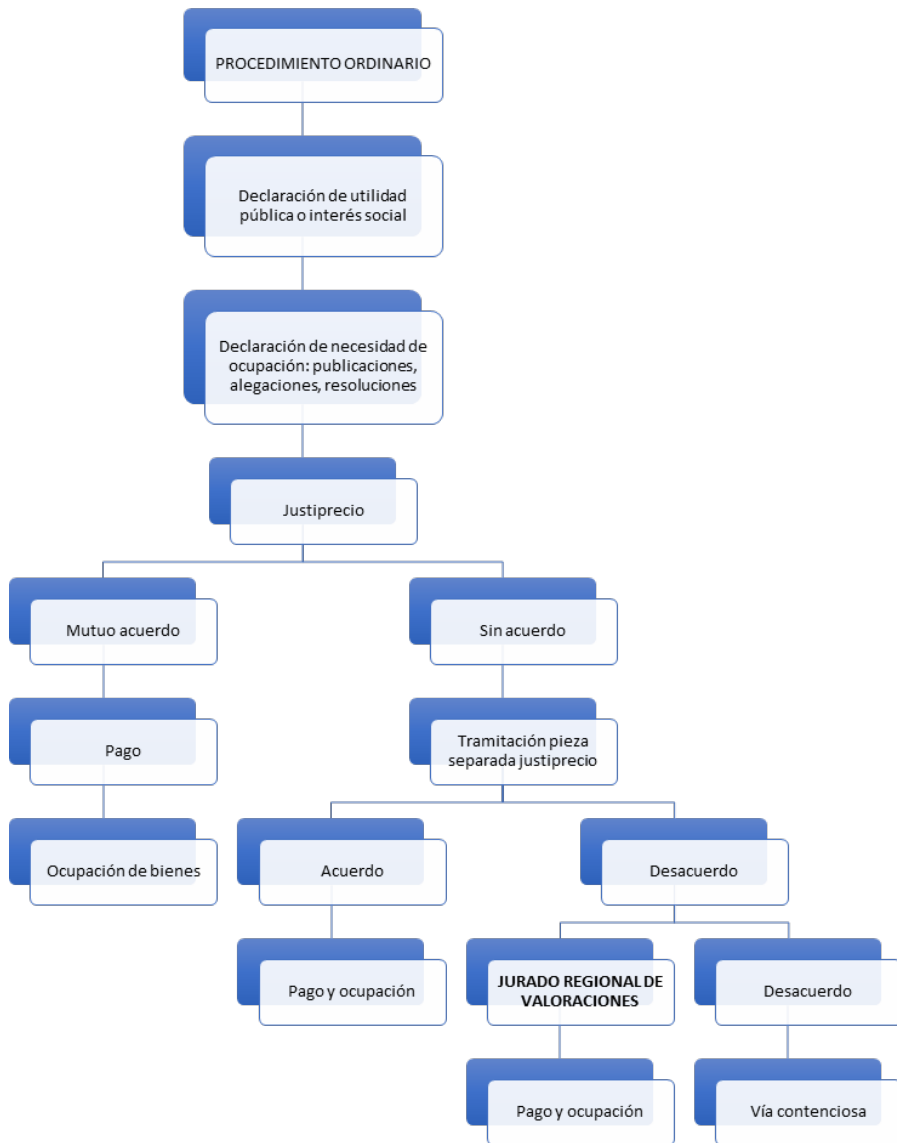 PROCEDIMIENTO ORDINARIO
Declaración de utilidad
pública o interés social
Declaración de necesidad de
ocupación: publicaciones,
alegaciones, resoluciones
Justiprecio
Mutuo acuerdo
Sin acuerdo
Pago
Tramitación pieza
separada justiprecio
Ocupación de bienes
Acuerdo
Desacuerdo
Pago y ocupación
JURADO REGIONAL DE
VALORACIONES
Desacuerdo
Pago y ocupación
Vía contenciosa